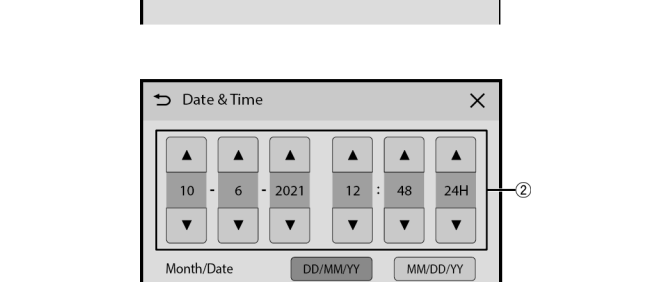 Date & Time
10 - 6 - 2021 12 : 48 24H
②
Month/Date DD/MM/YY MM/DD/YY